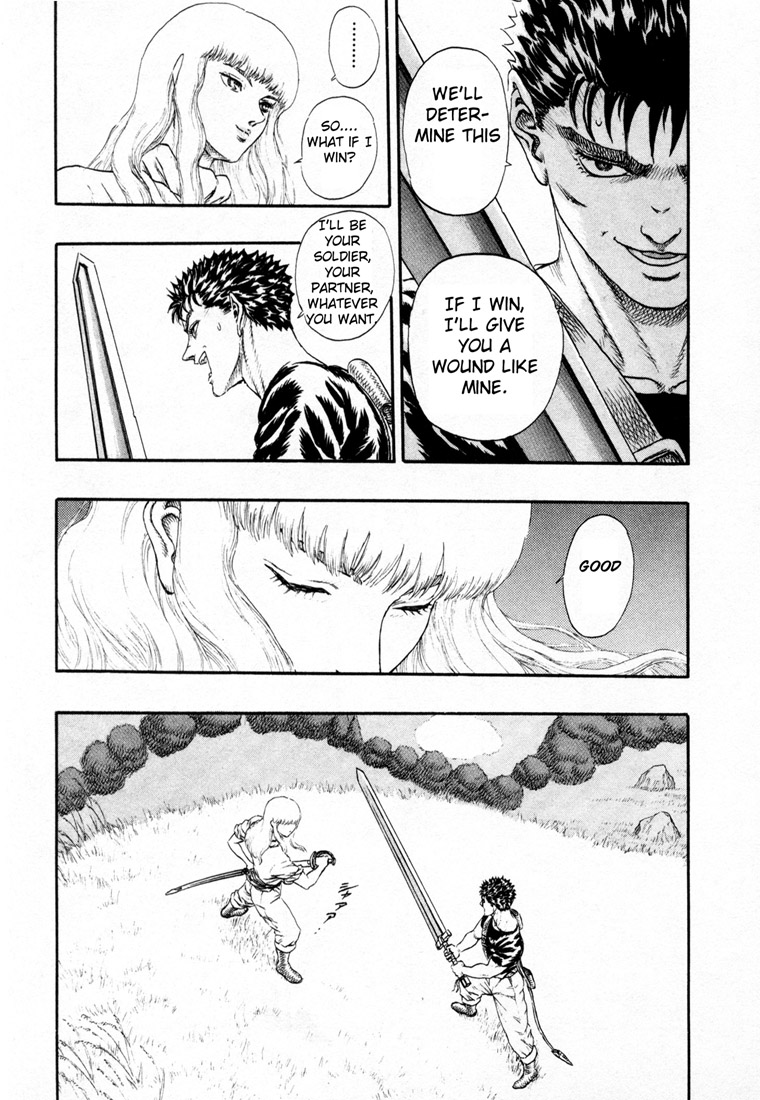 WE'LL
DETER-
MINE THIS
IF I WIN,
I'LL GIVE
YOU A
WOUND LIKE
MINE.
........
SO....
WHAT IF I
WIN?
I'LL BE
YOUR
SOLDIER,
YOUR
PARTNER,
WHATEVER
YOU WANT.
GOOD